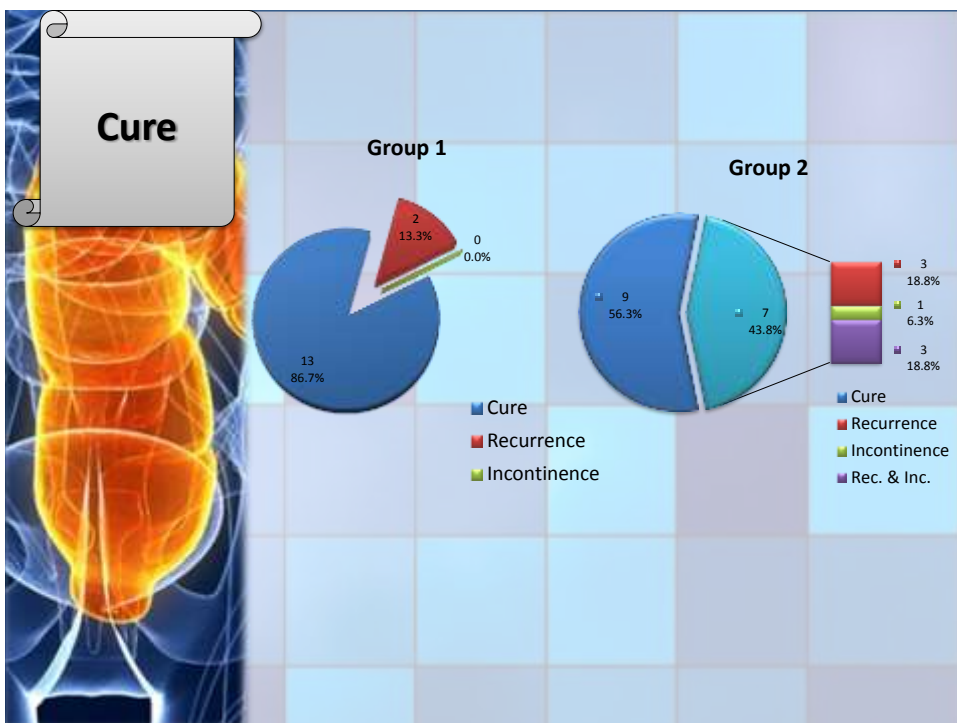 Cure
Group 1
2
13.3%
0
0.0%
13
86.7%
Cure
Recurrence
Incontinence
Group 2
9
56.3%
7
43.8%
3
18.8%
1
6.3%
3
18.8%
Cure
Recurrence
Incontinence
Rec. & Inc.